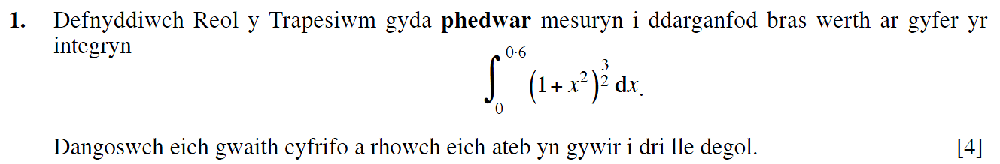 1. Defnyddiwch Reol y Trapesiwm gyda phedwar mesuryn i ddarganfod bras werth ar gyfer yr
integryn
∫₀^0·6 (1 + x²)^(3/2) dx.
Dangoswch eich gwaith cyfrifo a rhowch eich ateb yn gywir i dri lle degol. [4]